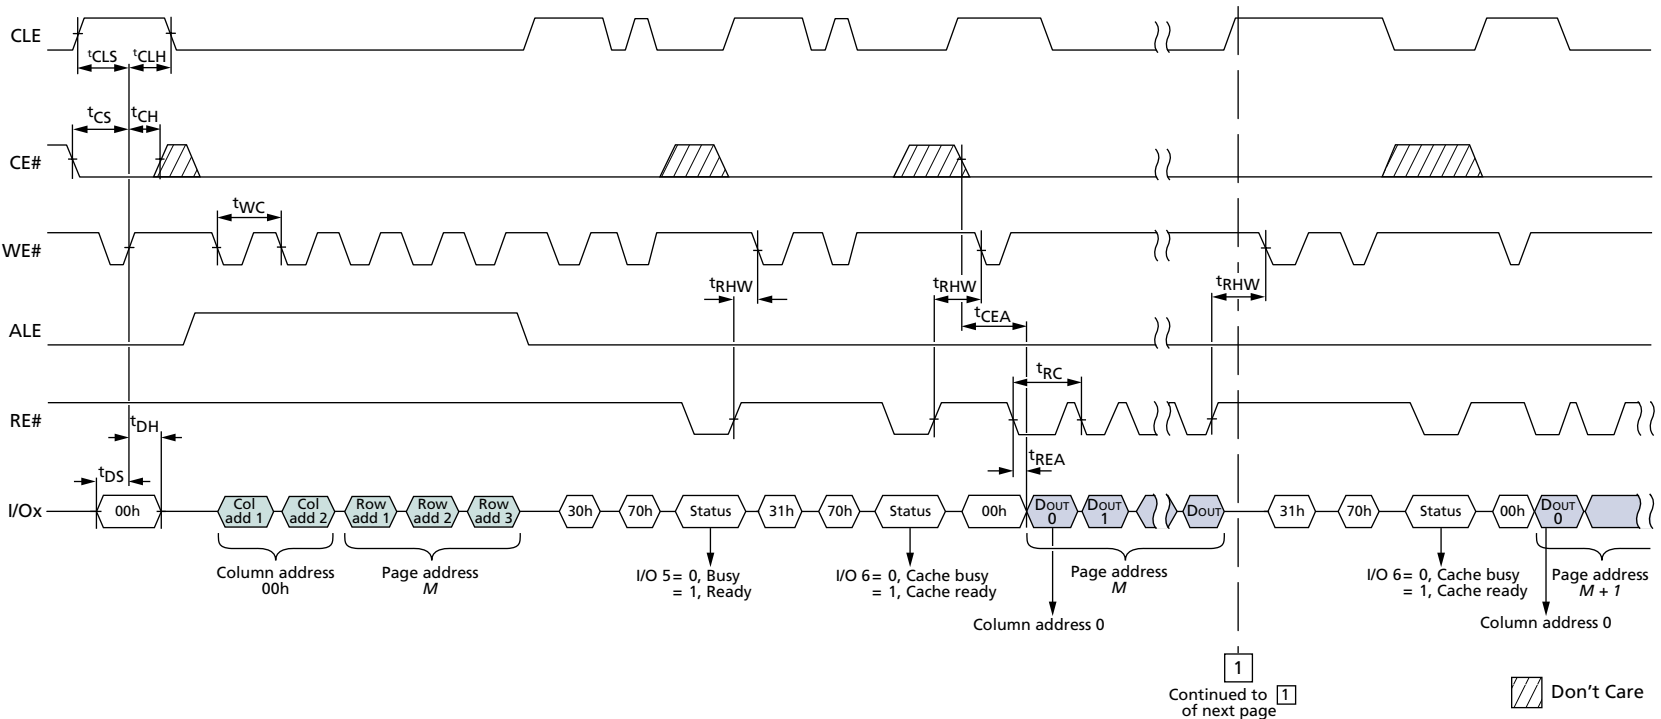 CLE
tCLS
tCLH
tCS
tCH
CE#
tWC
WE#
tRHW
tRHW
tRHW
tCEA
ALE
tRC
RE#
tDH
tREA
tDS
I/Ox
00h
Col
add 1
Col
add 2
Row
add 1
Row
add 2
Row
add 3
30h
70h
Status
31h
70h
Status
00h
DOUT
0
DOUT
1
DOUT
31h
70h
Status
00h
DOUT
0
Column address
00h
Page address
M
I/O 5 = 0, Busy
= 1, Ready
I/O 6 = 0, Cache busy
= 1, Cache ready
Page address
M
Column address 0
I/O 6 = 0, Cache busy
= 1, Cache ready
Page address
M + 1
Column address 0
1
Continued to 1
of next page
Don't Care